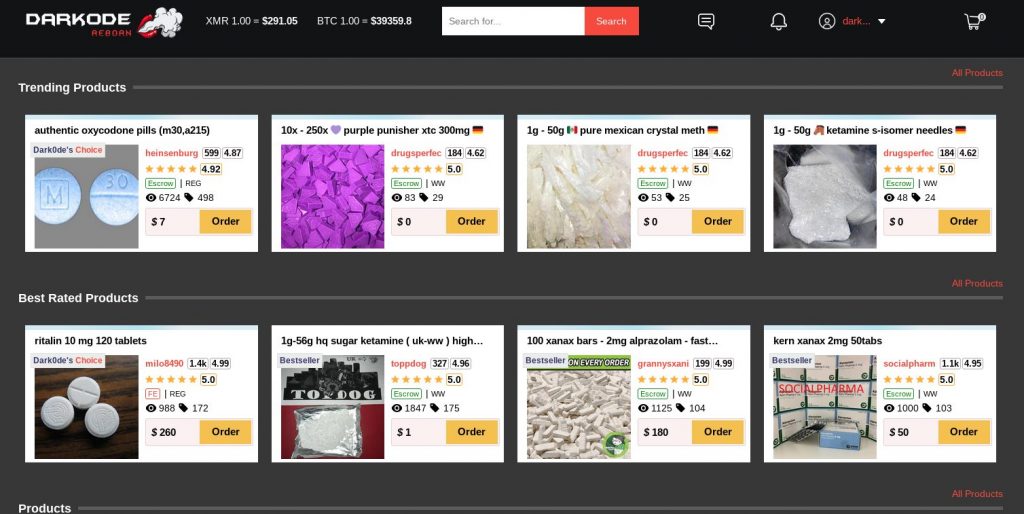 DARKODE
REBORN
XMR 1.00 = $291.05 BTC 1.00 = $39359.8 Search for... Search dark... 0
All Products
Trending Products
authentic oxycodone pills (m30,a215)
Dark0de's Choice
M 30
heinsenburg 599 4.87
4.92
Escrow | REG
6724 498
$ 7 Order
10x - 250x 💜 purple punisher xtc 300mg 🇩🇪
drugsperfec 184 4.62
5.0
Escrow | WW
83 29
$ 0 Order
1g - 50g 🇲🇽 pure mexican crystal meth 🇩🇪
drugsperfec 184 4.62
5.0
Escrow | WW
53 25
$ 0 Order
1g - 50g ketamine s-isomer needles 🇩🇪
drugsperfec 184 4.62
5.0
Escrow | WW
48 24
$ 0 Order
All Products
Best Rated Products
ritalin 10 mg 120 tablets
Dark0de's Choice
milo8490 1.4k 4.99
5.0
FE | REG
988 172
$ 260 Order
1g-56g hq sugar ketamine ( uk-ww ) high...
Bestseller
TOPDOG
toppdog 327 4.96
5.0
Escrow | WW
1847 175
$ 1 Order
100 xanax bars - 2mg alprazolam - fast...
Bestseller
ON EVERY ORDER
grannysxani 199 4.99
5.0
Escrow | WW
1125 104
$ 180 Order
kern xanax 2mg 50tabs
Bestseller
SOCIALPHARMA
socialpharm 1.1k 4.95
5.0
Escrow | WW
1000 103
$ 50 Order
All Products
Products